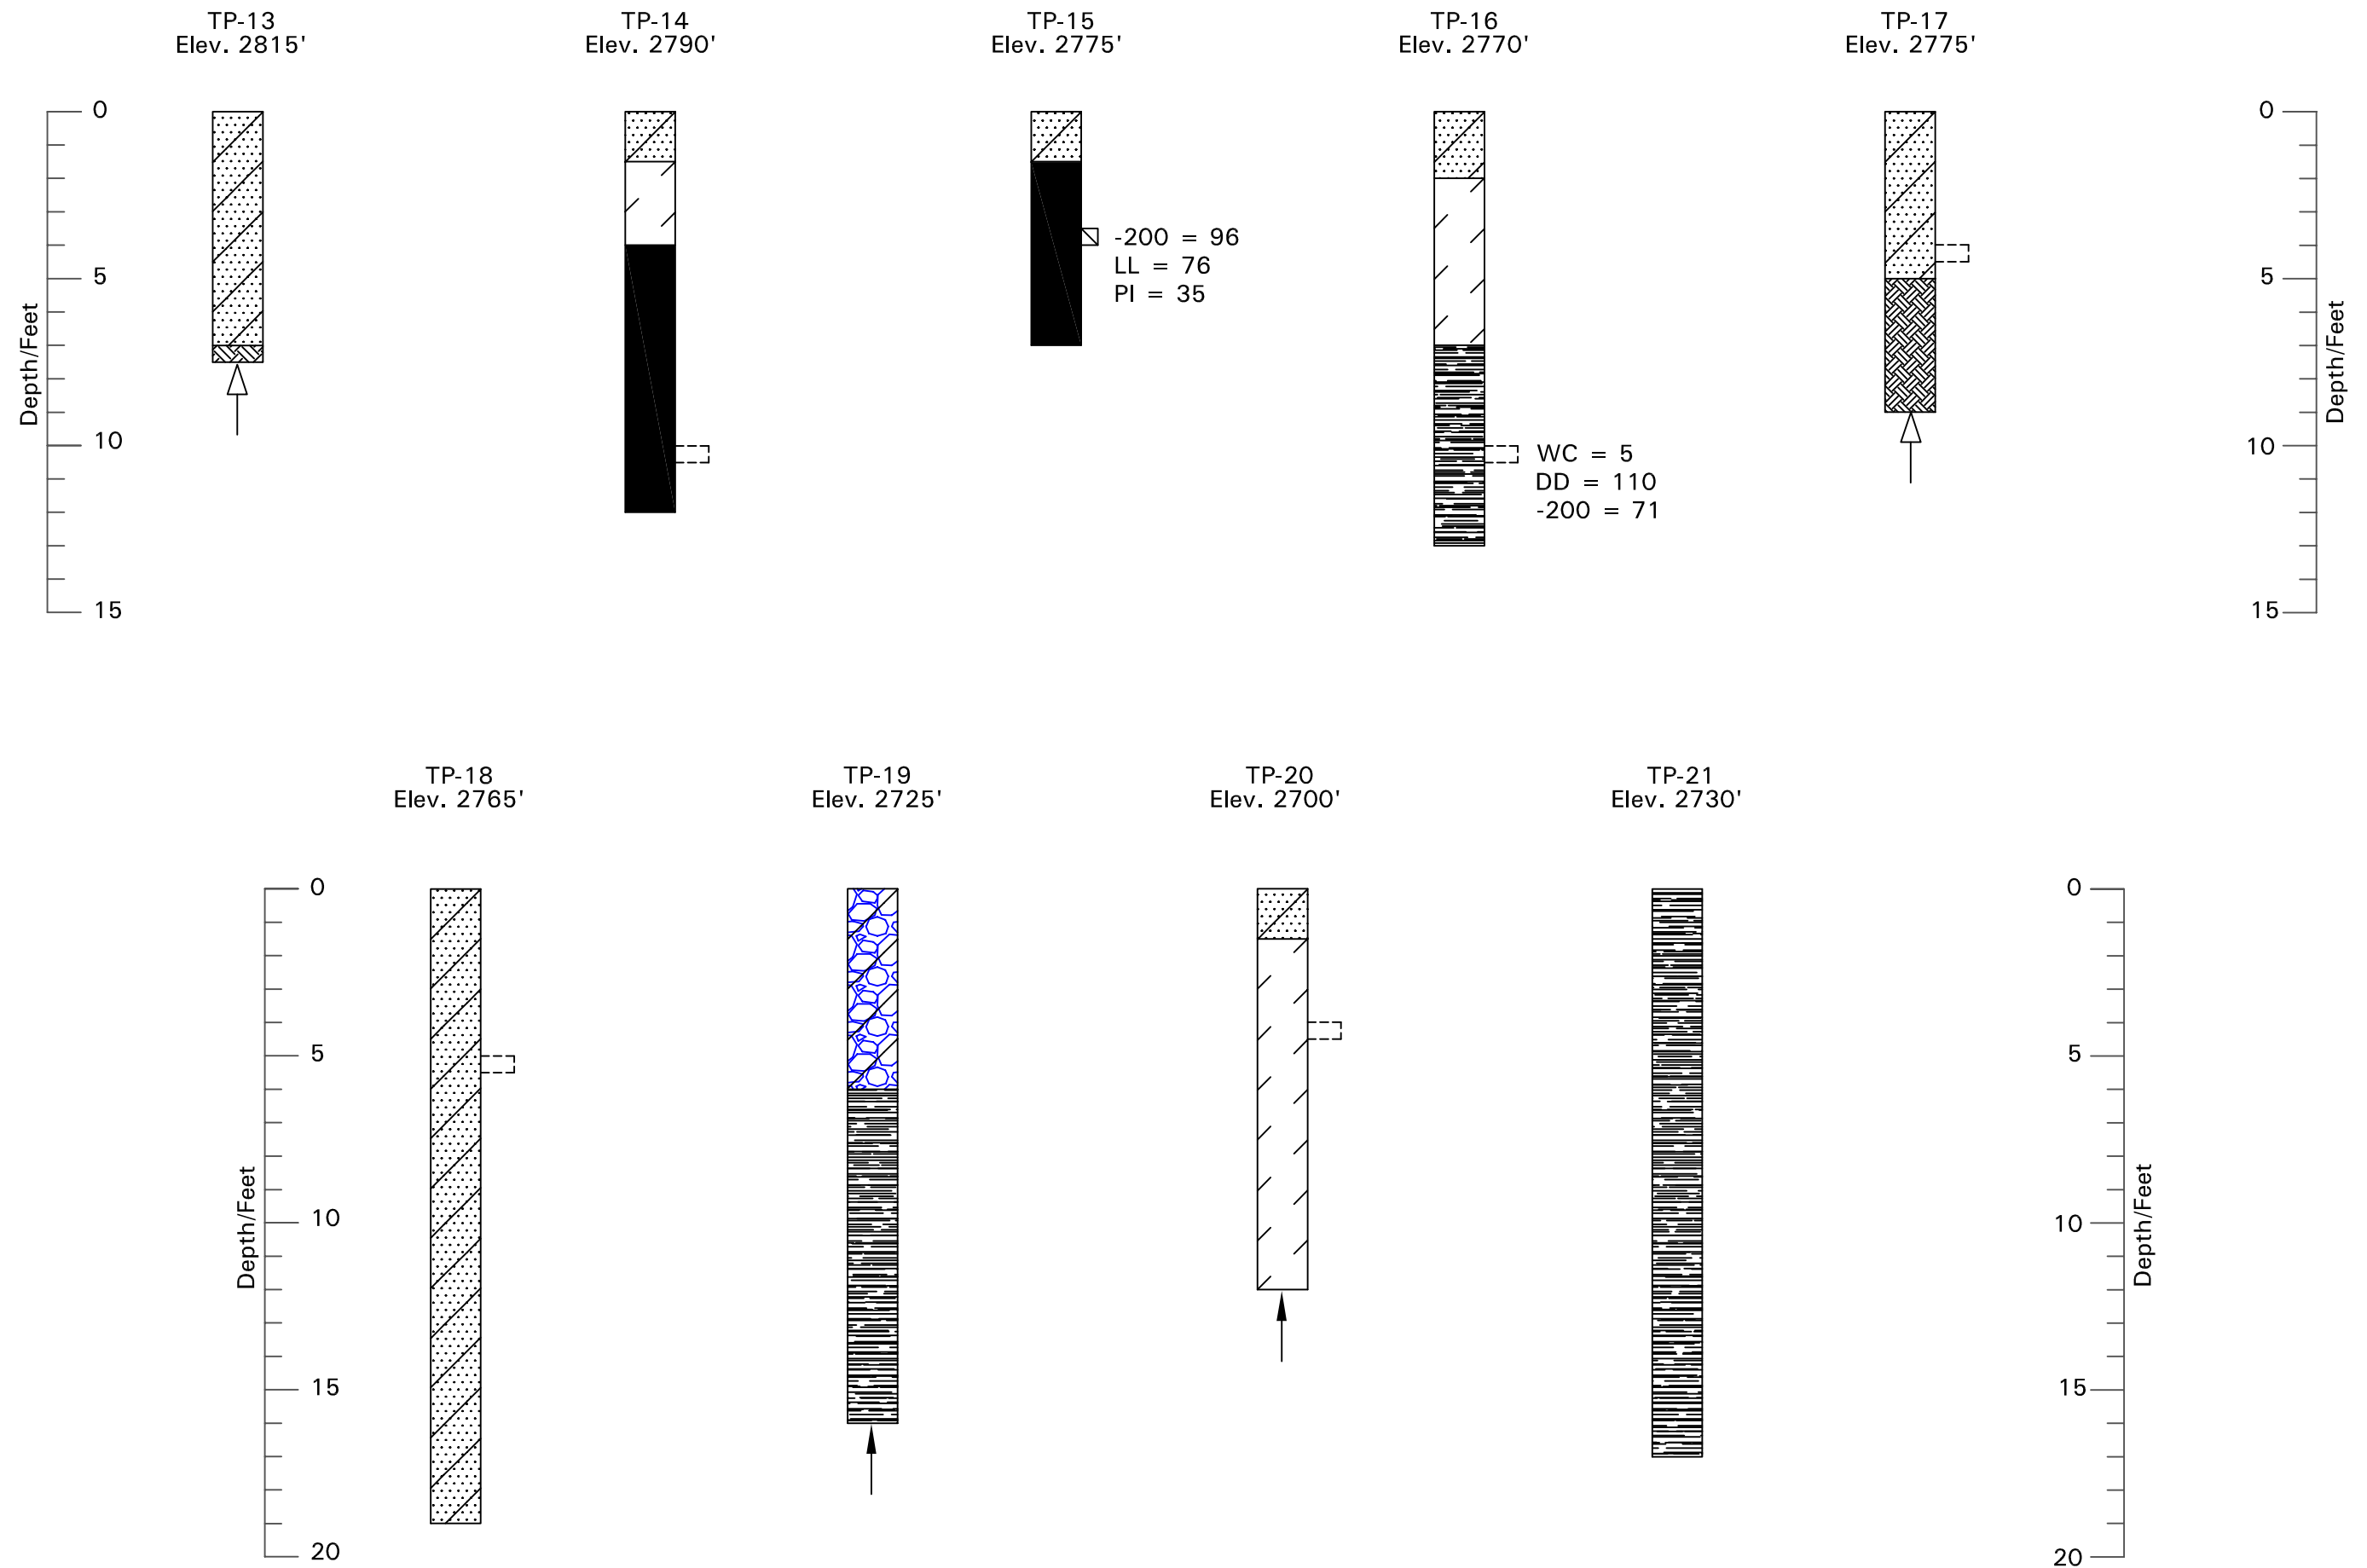 TP-13
Elev. 2815'
TP-14
Elev. 2790'
TP-15
Elev. 2775'
TP-16
Elev. 2770'
TP-17
Elev. 2775'
0
5
10
15
Depth/Feet
-200 = 96
LL = 76
PI = 35
WC = 5
DD = 110
-200 = 71
0
5
10
15
Depth/Feet
TP-18
Elev. 2765'
TP-19
Elev. 2725'
TP-20
Elev. 2700'
TP-21
Elev. 2730'
0
5
10
15
20
Depth/Feet
0
5
10
15
20
Depth/Feet